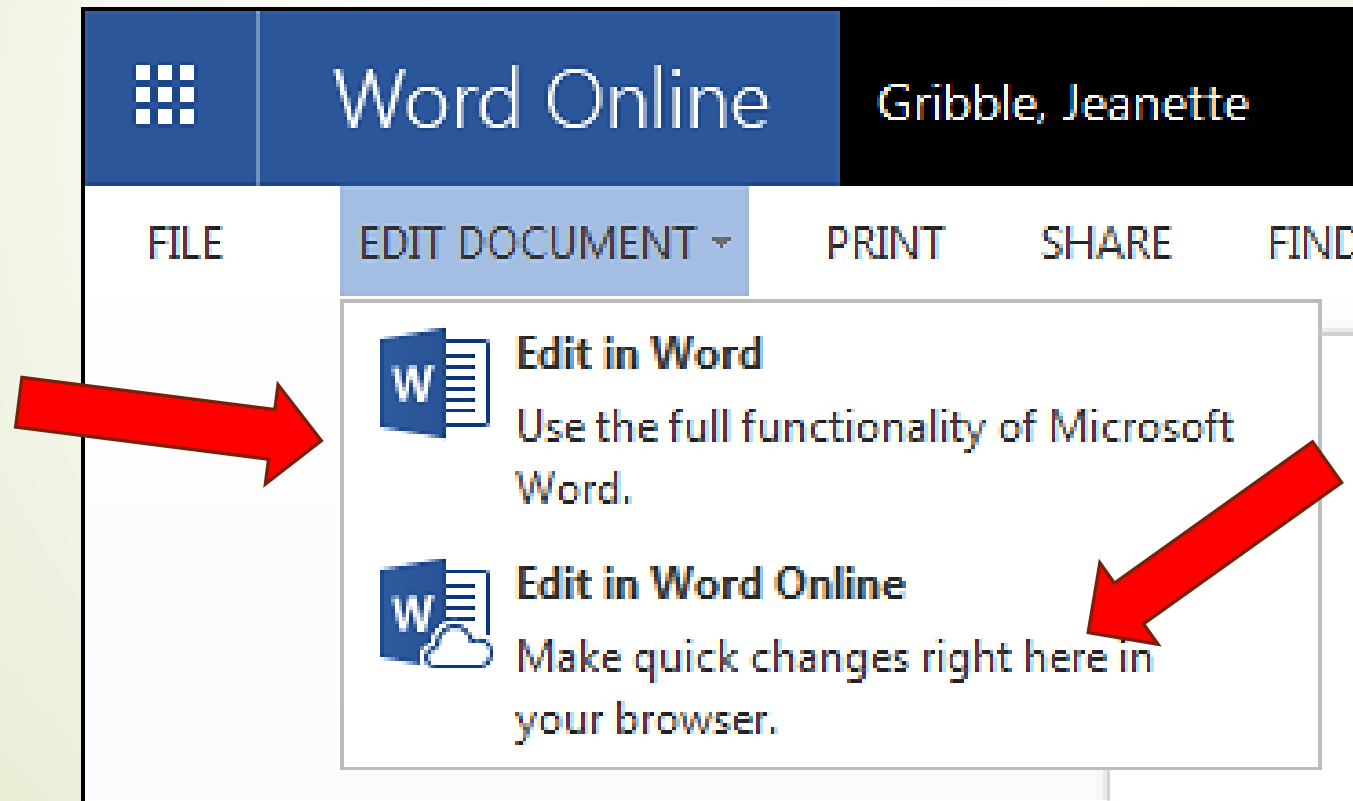 Word Online Gribble, Jeanette
FILE EDIT DOCUMENT PRINT SHARE FIND
W Edit in Word
Use the full functionality of Microsoft
Word.
W Edit in Word Online
Make quick changes right here in
your browser.